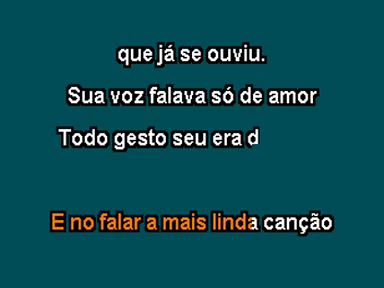 que já se ouviu.
Sua voz falava só de amor
Todo gesto seu era d
E no falar a mais linda canção